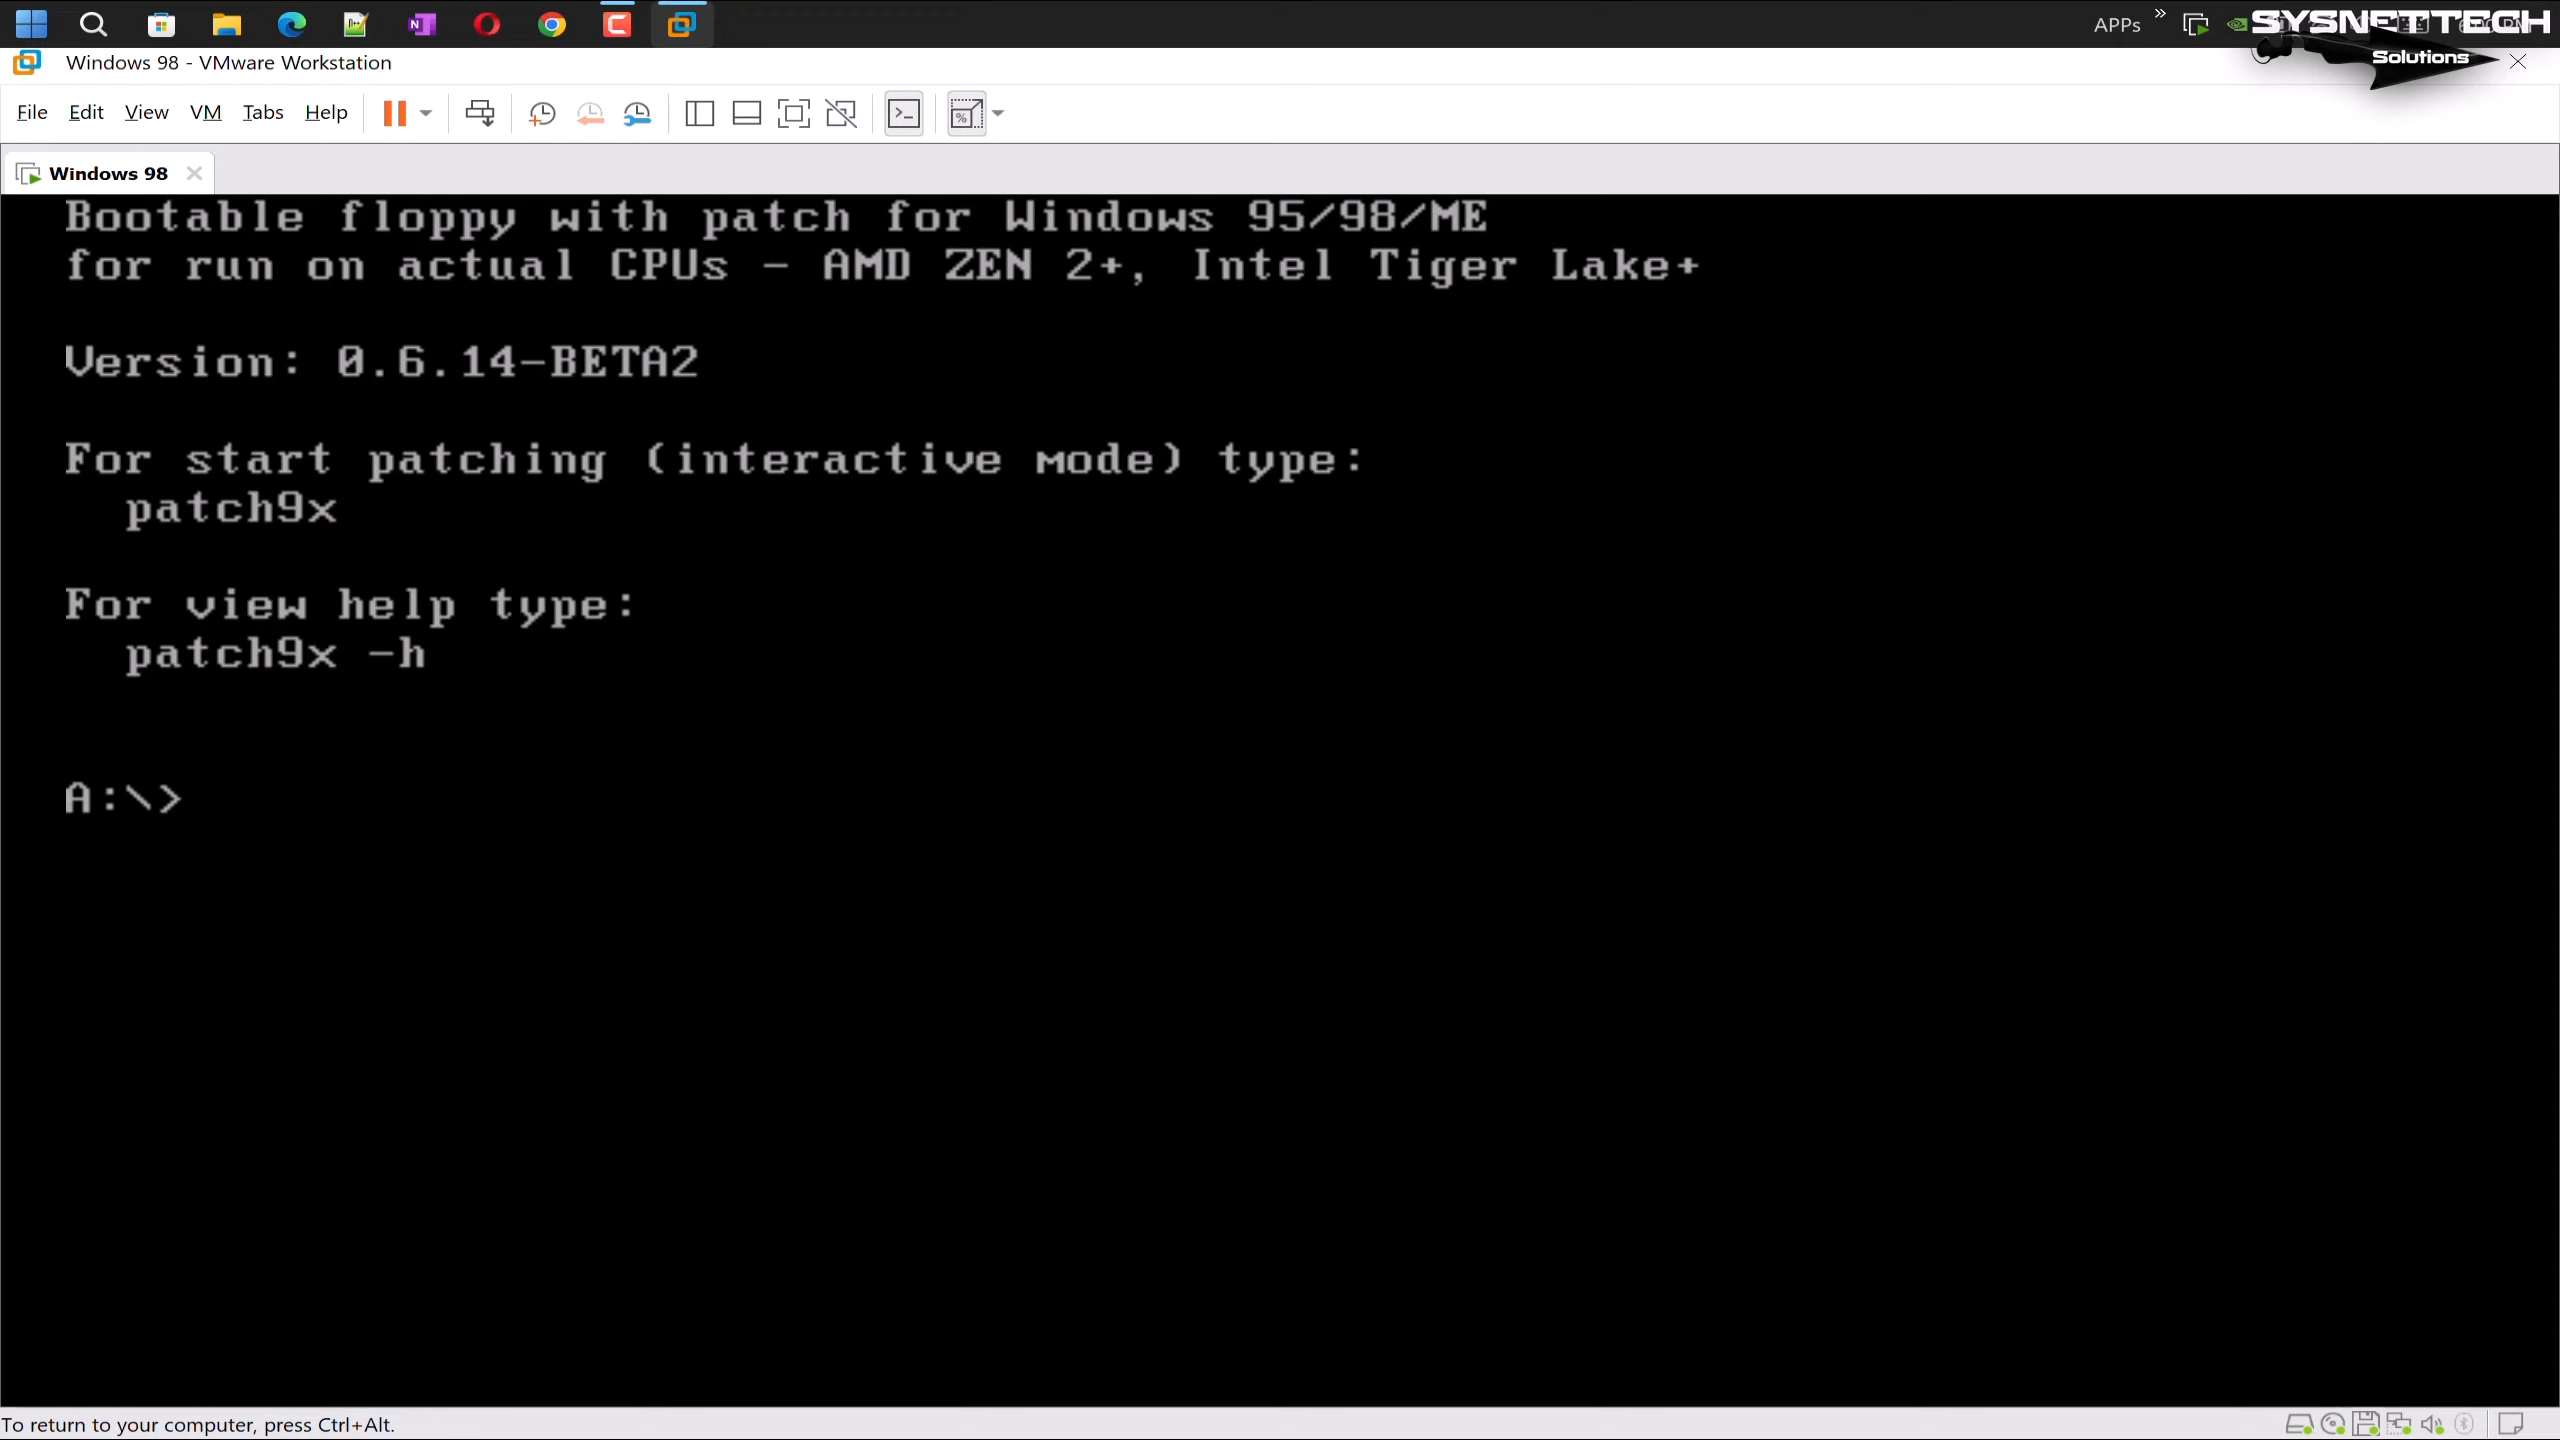 APPs
SYSNETTECH
Solutions
Windows 98 - VMware Workstation
File Edit View VM Tabs Help
Windows 98
Bootable floppy with patch for Windows 95/98/ME
for run on actual CPUs - AMD ZEN 2+, Intel Tiger Lake+
Version: 0.6.14-BETA2
For start patching (interactive mode) type:
patch9x
For view help type:
patch9x -h
A:\>
To return to your computer, press Ctrl+Alt.